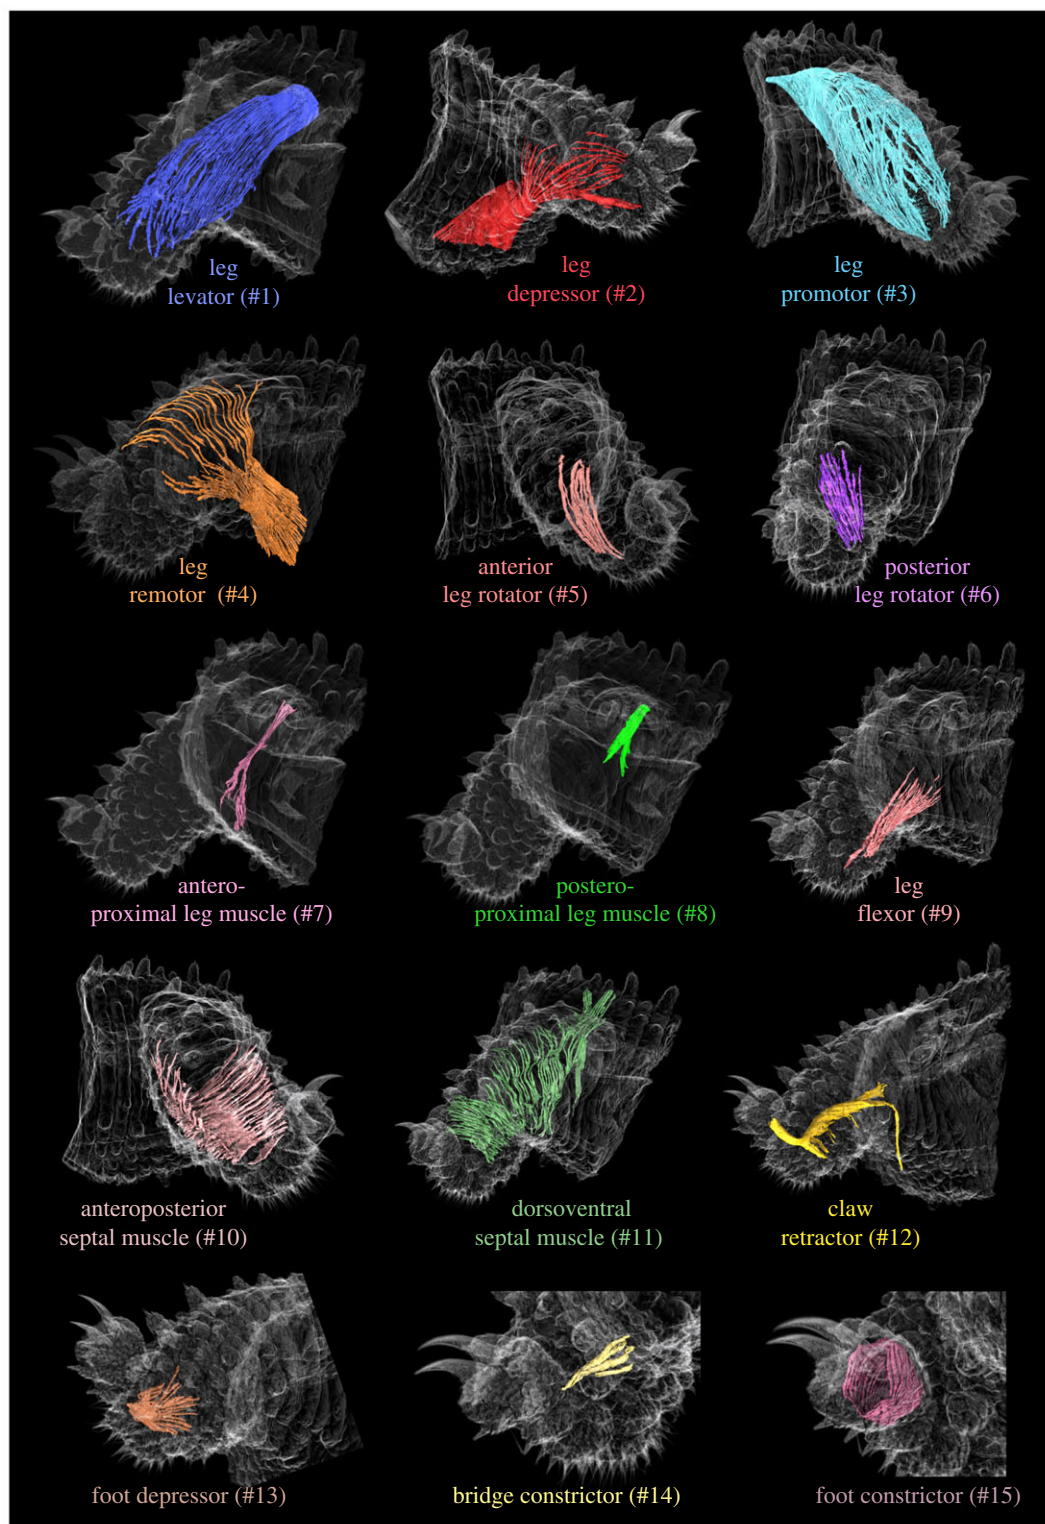 leg
levator (#1)
leg
depressor (#2)
leg
promotor (#3)
leg
remotor (#4)
anterior
leg rotator (#5)
posterior
leg rotator (#6)
antero-
proximal leg muscle (#7)
postero-
proximal leg muscle (#8)
leg
flexor (#9)
anteroposterior
septal muscle (#10)
dorsoventral
septal muscle (#11)
claw
retractor (#12)
foot depressor (#13)
bridge constrictor (#14)
foot constrictor (#15)